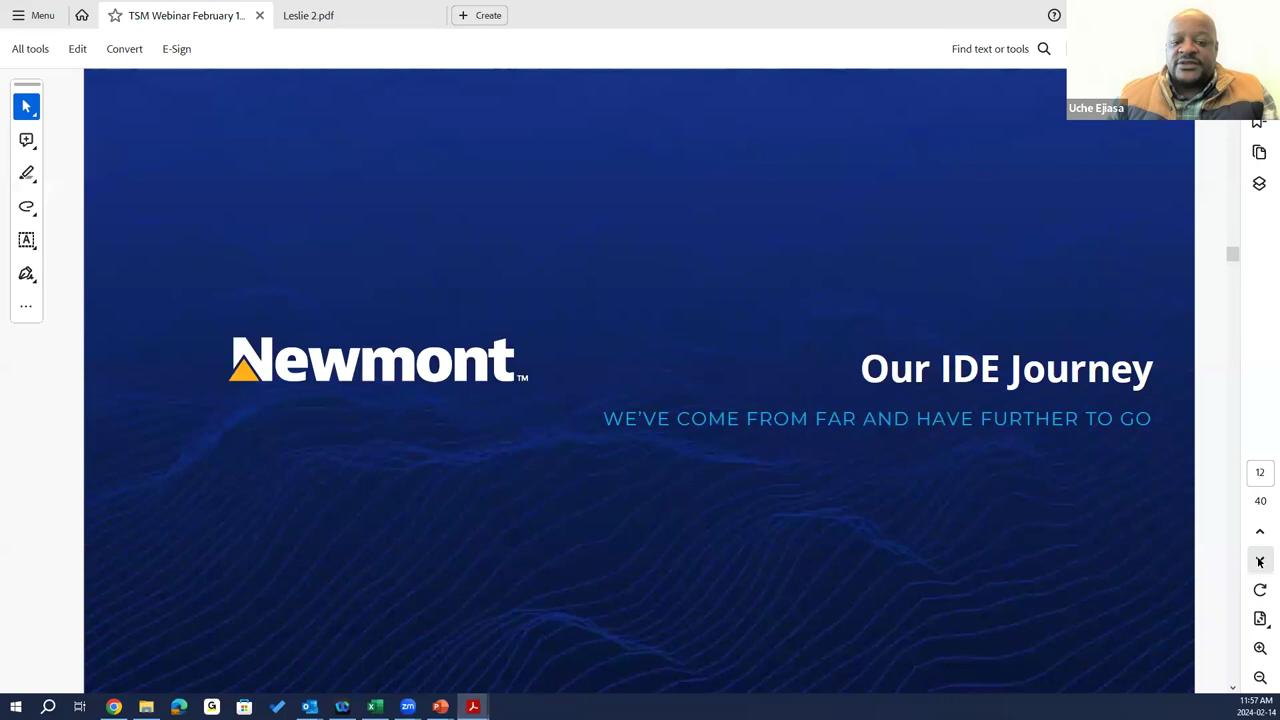 Menu
TSM Webinar February 1...
Leslie 2.pdf
Create
All tools
Edit
Convert
E-Sign
Find text or tools
Uche Ejiasa
Newmont™
Our IDE Journey
WE'VE COME FROM FAR AND HAVE FURTHER TO GO
12
40
11:57 AM
2024-02-14